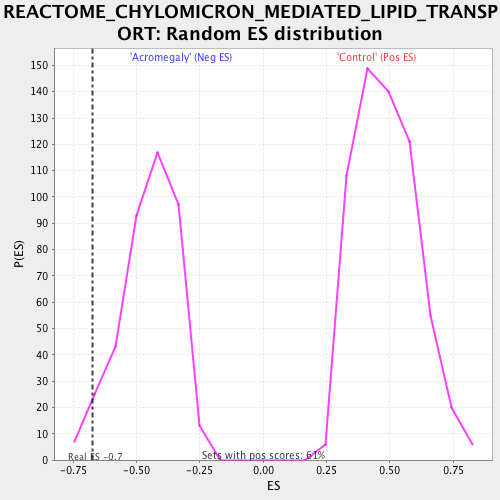 REACTOME_CHYLOMICRON_MEDIATED_LIPID_TRANSP
ORT: Random ES distribution
'Acromegaly' (Neg ES) 'Control' (Pos ES)
150
140
130
120
110
100
90
80
70
60
50
40
30
20
10
0
P(ES)
Real ES -0.7 Sets with pos scores: 61%
-0.75 -0.50 -0.25 0.00 0.25 0.50 0.75
ES